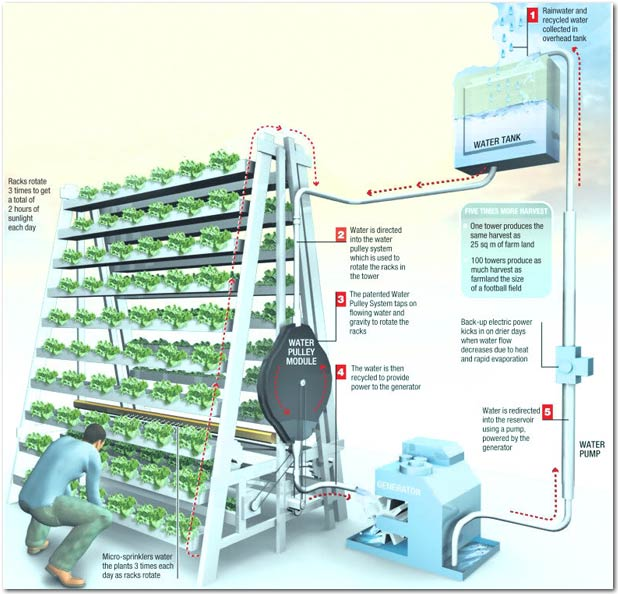 1
Rainwater and
recycled water
collected in
overhead tank
WATER TANK
Racks rotate
3 times to get
a total of
2 hours of
sunlight
each day
2
Water is directed
into the water
pulley system
which is used to
rotate the racks in
the tower
FIVE TIMES MORE HARVEST
One tower produces the
same harvest as
25 sq m of farm land
100 towers produce as
much harvest as
farmland the size
of a football field
3
The patented Water
Pulley System taps on
flowing water and
gravity to rotate the
racks
WATER
PULLEY
MODULE
Back-up electric power
kicks in on drier days
when water flow
decreases due to heat
and rapid evaporation
4
The water is then
recycled to provide
power to the generator
Water is redirected
into the reservoir
using a pump,
powered by the
generator
5
WATER
PUMP
GENERATOR
Micro-sprinklers water
the plants 3 times each
day as racks rotate